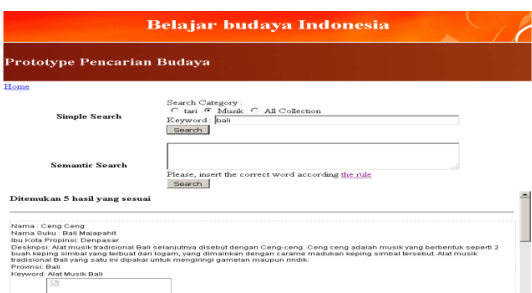 Belajar budaya Indonesia
Prototype Pencarian Budaya
Home
Search Category :
tari Musik All Collection
Simple Search
Keyword : bali
Search
Semantic Search
Please, insert the correct word according the rule
Search
Ditemukan 5 hasil yang sesuai
Nama : Ceng Ceng
Nama Suku : Bali Majapahit
Ibu Kota Propinsi: Denpasar
Deskripsi: Alat musik tradisional Bali selanjutnya disebut dengan Ceng-ceng. Ceng ceng adalah musik yang berbentuk seperti 2
buah keping simbal yang terbuat dari logam, yang dimainkan dengan carame madukan keping simbal tersebut. Alat musik
tradisional Bali yang satu ini dipakai untuk mengiringi gamelan maupun rindik.
Provinsi: Bali
Keyword: Alat Musik Bali